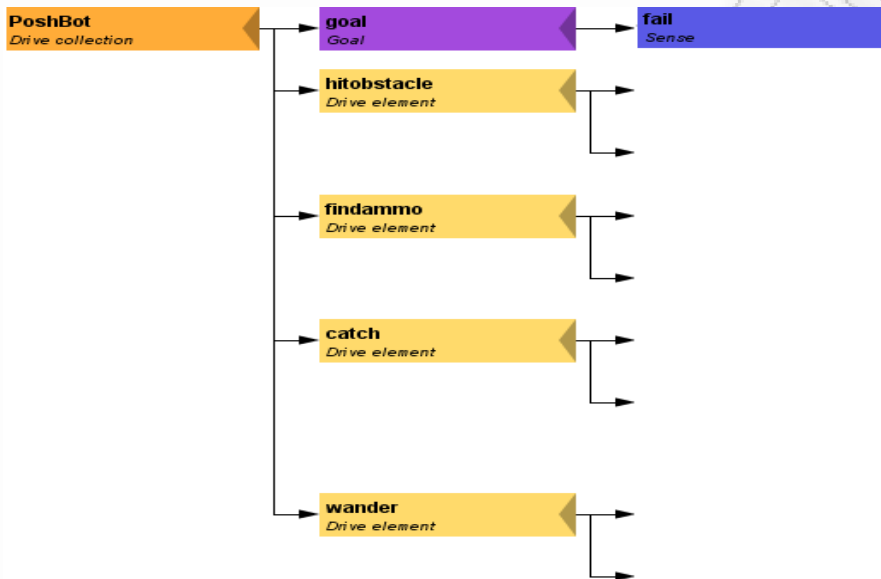 PoshBot
Drive collection
goal
Goal
fail
Sense
hitobstacle
Drive element
findammo
Drive element
catch
Drive element
wander
Drive element